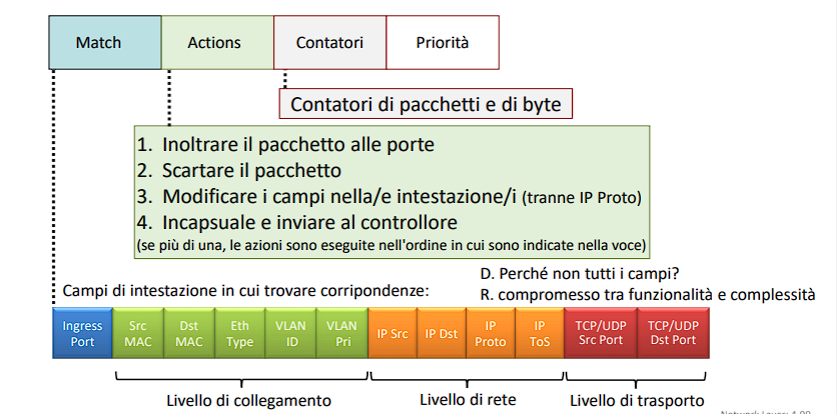 Match Actions Contatori Priorità
Contatori di pacchetti e di byte
1. Inoltrare il pacchetto alle porte
2. Scartare il pacchetto
3. Modificare i campi nella/e intestazione/i (tranne IP Proto)
4. Incapsuale e inviare al controllore
(se più di una, le azioni sono eseguite nell'ordine in cui sono indicate nella voce)
D. Perché non tutti i campi?
Campi di intestazione in cui trovare corripondenze:
R. compromesso tra funzionalità e complessità
Ingress Port
Src MAC
Dst MAC
Eth Type
VLAN ID
VLAN Pri
IP Src
IP Dst
IP Proto
IP ToS
TCP/UDP Src Port
TCP/UDP Dst Port
Livello di collegamento
Livello di rete
Livello di trasporto